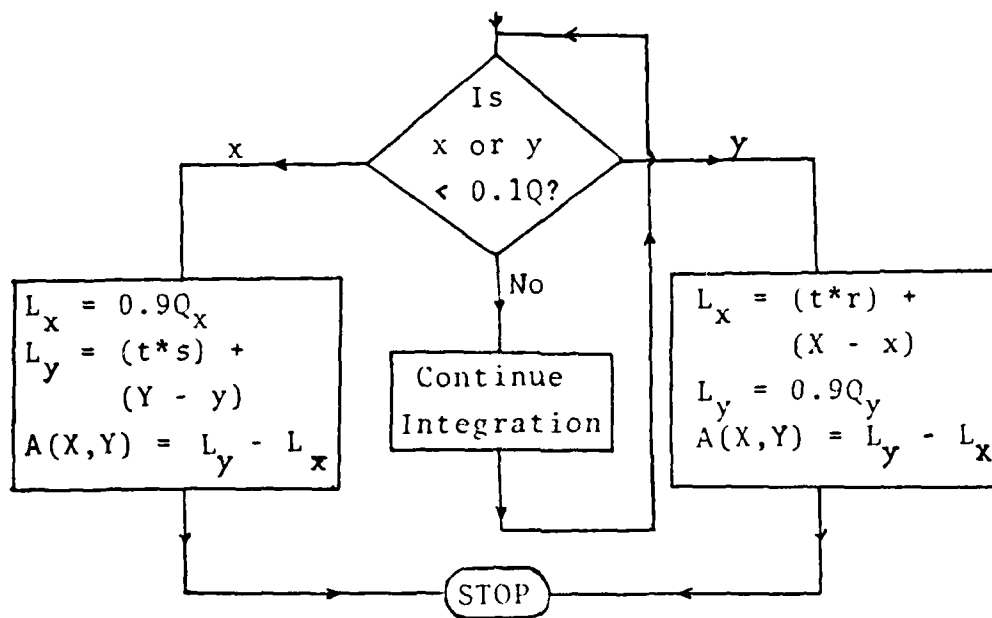 Is
x or y
< 0.1Q?
x
y
No
L_x = 0.9Q_x
L_y = (t*s) +
(Y - y)
A(X,Y) = L_y - L_x
Continue
Integration
L_x = (t*r) +
(X - x)
L_y = 0.9Q_y
A(X,Y) = L_y - L_x
STOP